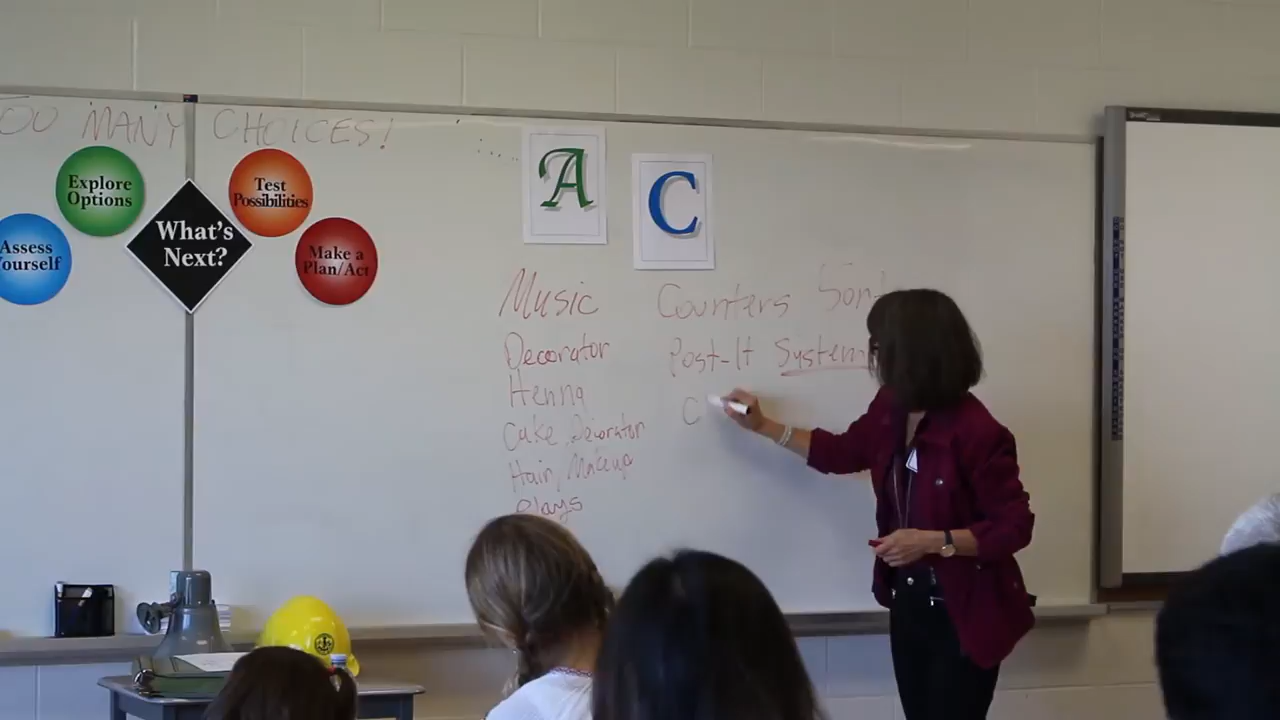 TOO MANY CHOICES!
Explore
Options
Test
Possibilities
What's
Next?
Assess
Yourself
Make a
Plan/Act
A
C
Music
Decorator
Henna
Cake Decorator
Hair, Makeup
Plays
Counters
Post-It System
C